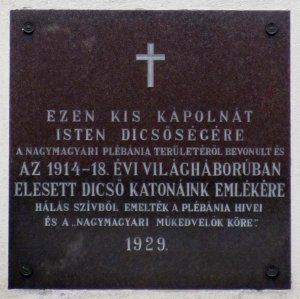 EZEN KIS KÁPOLNÁT
ISTEN DICSŐSÉGÉRE
A NAGYMAGYARI PLÉBÁNIA TERÜLETÉRŐL BEVONULT ÉS
AZ 1914-18. ÉVI VILÁGHÁBORÚBAN
ELESETT DICSŐ KATONÁINK EMLÉKÉRE
HÁLÁS SZÍVBŐL EMELTÉK A PLÉBÁNIA HIVEI
ÉS A „NAGYMAGYARI MŰKEDVELŐK KÖRE”
1929.